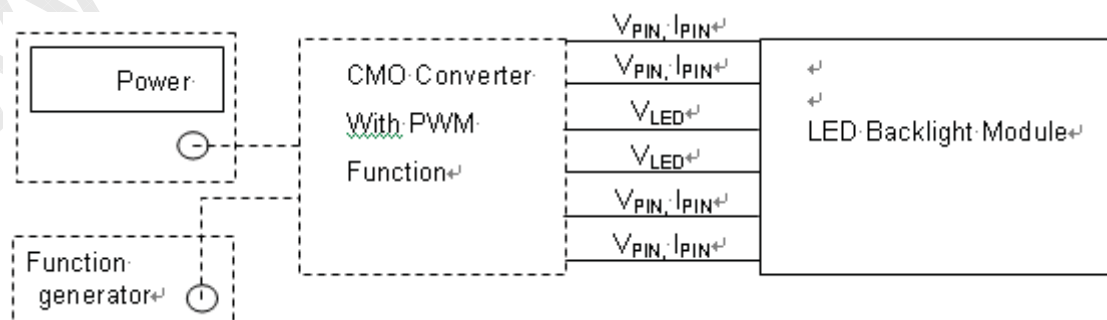 Power
CMO Converter
With PWM
Function
Function
generator
VPIN, IPIN
VPIN, IPIN
VLED
VLED
VPIN, IPIN
VPIN, IPIN
LED Backlight Module